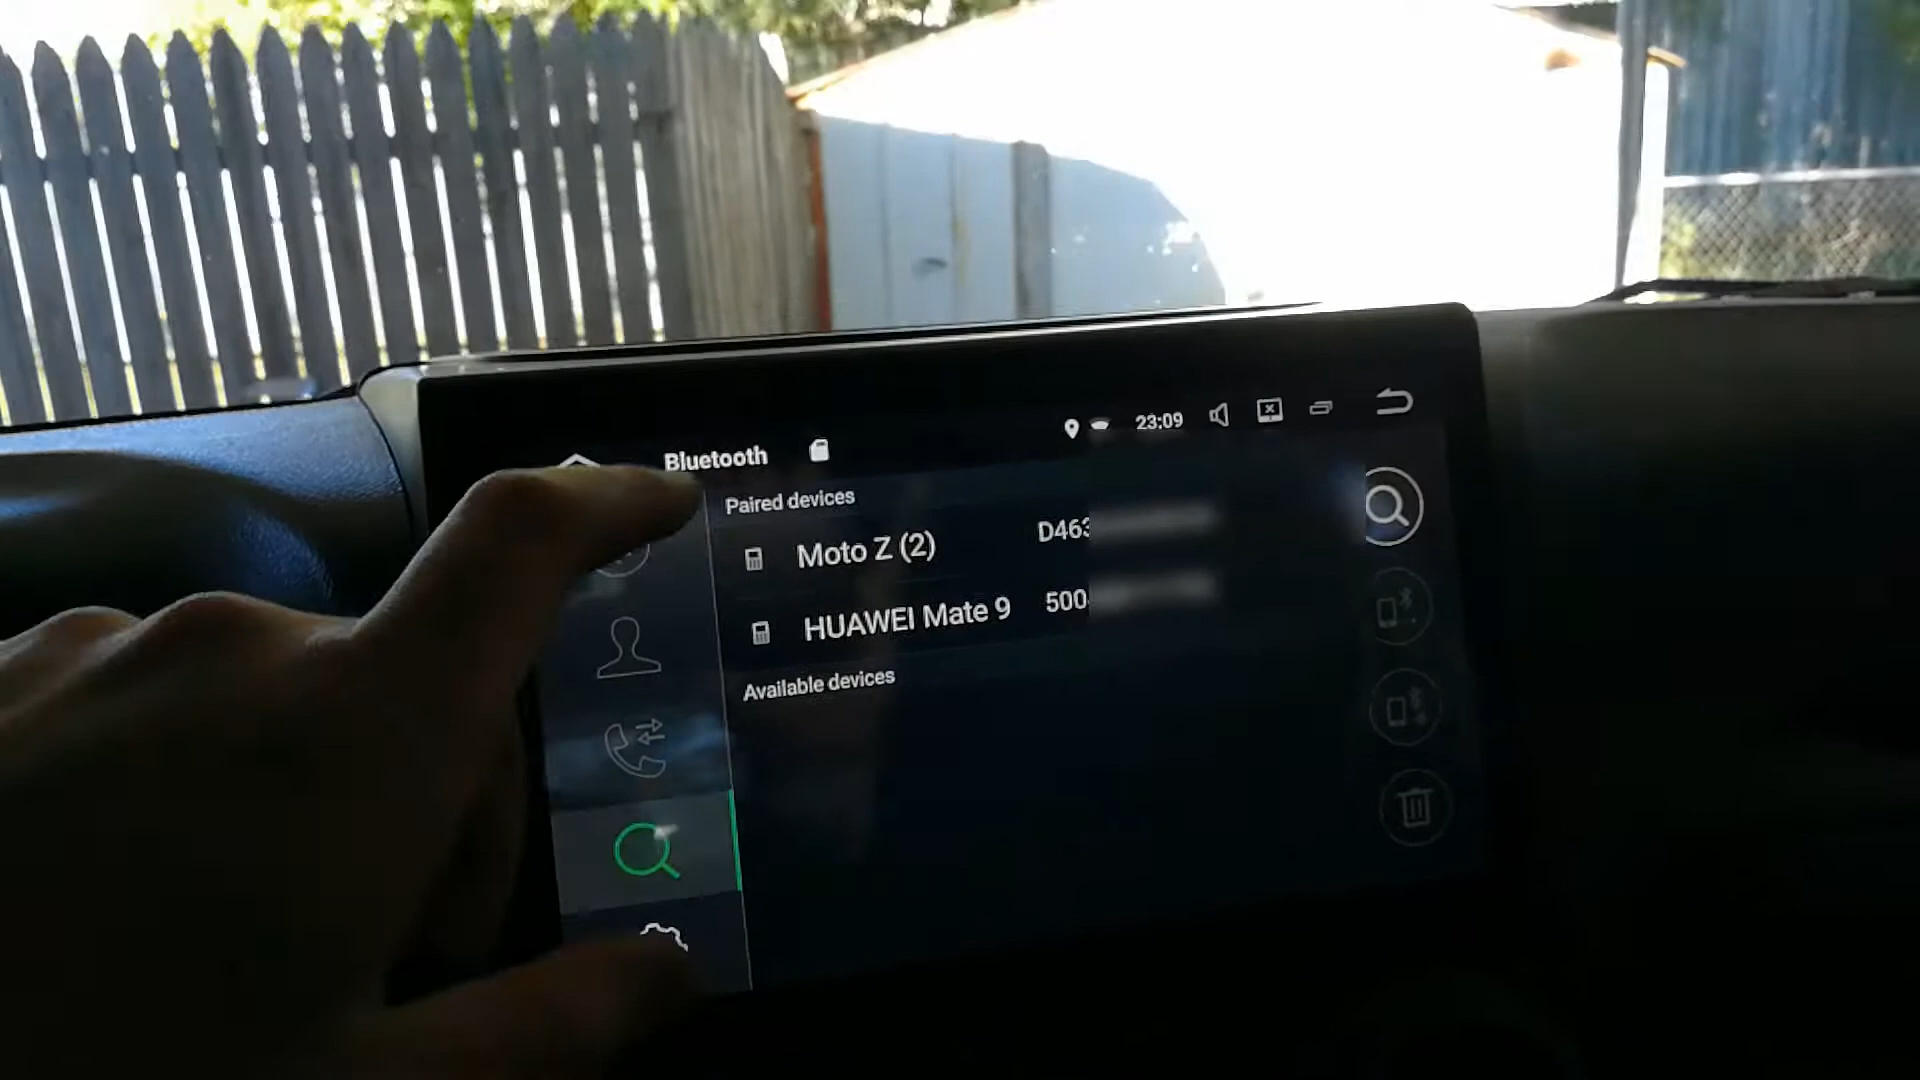 Bluetooth
23:09
Paired devices
Moto Z (2) D463
HUAWEI Mate 9 500
Available devices